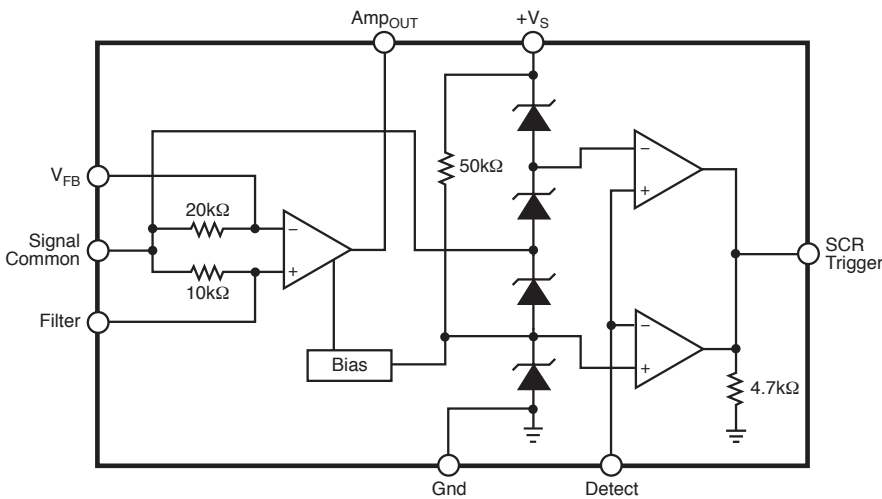 Amp_OUT
+V_S
V_FB
Signal
Common
Filter
20kΩ
−
+
10kΩ
50kΩ
Bias
−
+
−
+
SCR
Trigger
4.7kΩ
Gnd
Detect